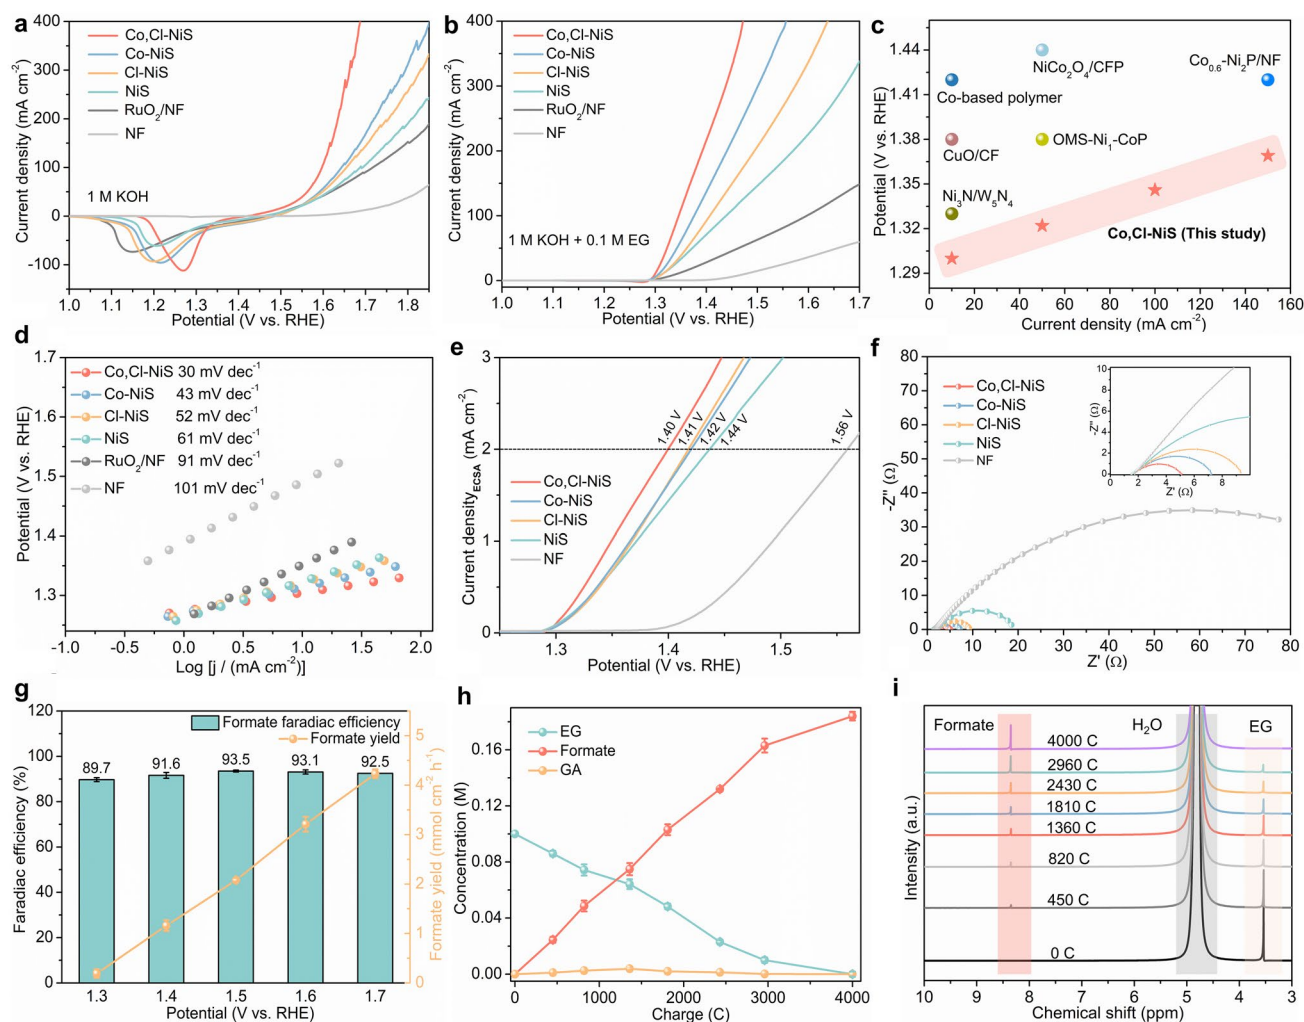 a
400
300
200
100
0
-100
Current density (mA cm⁻²)
Co,Cl-NiS
Co-NiS
Cl-NiS
NiS
RuO₂/NF
NF
1 M KOH
1.0 1.1 1.2 1.3 1.4 1.5 1.6 1.7 1.8
Potential (V vs. RHE)
b
400
300
200
100
0
Current density (mA cm⁻²)
Co,Cl-NiS
Co-NiS
Cl-NiS
NiS
RuO₂/NF
NF
1 M KOH + 0.1 M EG
1.0 1.1 1.2 1.3 1.4 1.5 1.6 1.7
Potential (V vs. RHE)
c
1.44
1.41
1.38
1.35
1.32
1.29
Potential (V vs. RHE)
NiCo₂O₄/CFP
Co₀.₆-Ni₂P/NF
Co-based polymer
CuO/CF
OMS-Ni₁-CoP
Ni₃N/W₅N₄
Co,Cl-NiS (This study)
0 20 40 60 80 100 120 140 160
Current density (mA cm⁻²)
d
1.7
1.6
1.5
1.4
1.3
Potential (V vs. RHE)
Co,Cl-NiS 30 mV dec⁻¹
Co-NiS 43 mV dec⁻¹
Cl-NiS 52 mV dec⁻¹
NiS 61 mV dec⁻¹
RuO₂/NF 91 mV dec⁻¹
NF 101 mV dec⁻¹
-1.0 -0.5 0.0 0.5 1.0 1.5 2.0
Log [j / (mA cm⁻²)]
e
3
2
1
0
Current density_ECSA (mA cm⁻²)
1.40 V
1.41 V
1.42 V
1.44 V
1.56 V
Co,Cl-NiS
Co-NiS
Cl-NiS
NiS
NF
1.3 1.4 1.5
Potential (V vs. RHE)
f
80
70
60
50
40
30
20
10
0
-Z'' (Ω)
Co,Cl-NiS
Co-NiS
Cl-NiS
NiS
NF
10
8
6
4
2
0
-Z'' (Ω)
0 2 4 6 8
Z' (Ω)
0 10 20 30 40 50 60 70 80
Z' (Ω)
g
120
100
80
60
40
20
0
Faradiac efficiency (%)
Formate faradiac efficiency
Formate yield
89.7 91.6 93.5 93.1 92.5
5
4
3
2
1
0
Formate yield (mmol cm⁻² h⁻¹)
1.3 1.4 1.5 1.6 1.7
Potential (V vs. RHE)
h
0.16
0.12
0.08
0.04
0.00
Concentration (M)
EG
Formate
GA
0 1000 2000 3000 4000
Charge (C)
i
Intensity (a.u.)
Formate
H₂O
EG
4000 C
2960 C
2430 C
1810 C
1360 C
820 C
450 C
0 C
10 9 8 7 6 5 4 3
Chemical shift (ppm)